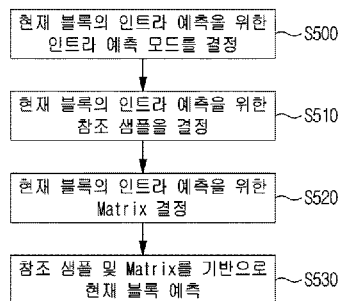 현재 블록의 인트라 예측을 위한
인트라 예측 모드를 결정
S500
현재 블록의 인트라 예측을 위한
참조 샘플을 결정
S510
현재 블록의 인트라 예측을 위한
Matrix 결정
S520
참조 샘플 및 Matrix를 기반으로
현재 블록 예측
S530